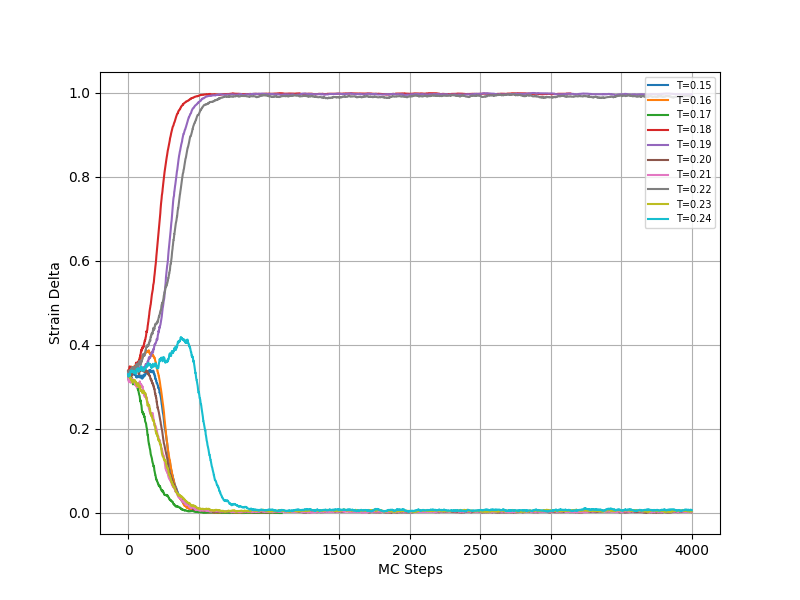 1.0
0.8
0.6
0.4
0.2
0.0
Strain Delta
0
500
1000
1500
2000
2500
3000
3500
4000
MC Steps
T=0.15
T=0.16
T=0.17
T=0.18
T=0.19
T=0.20
T=0.21
T=0.22
T=0.23
T=0.24